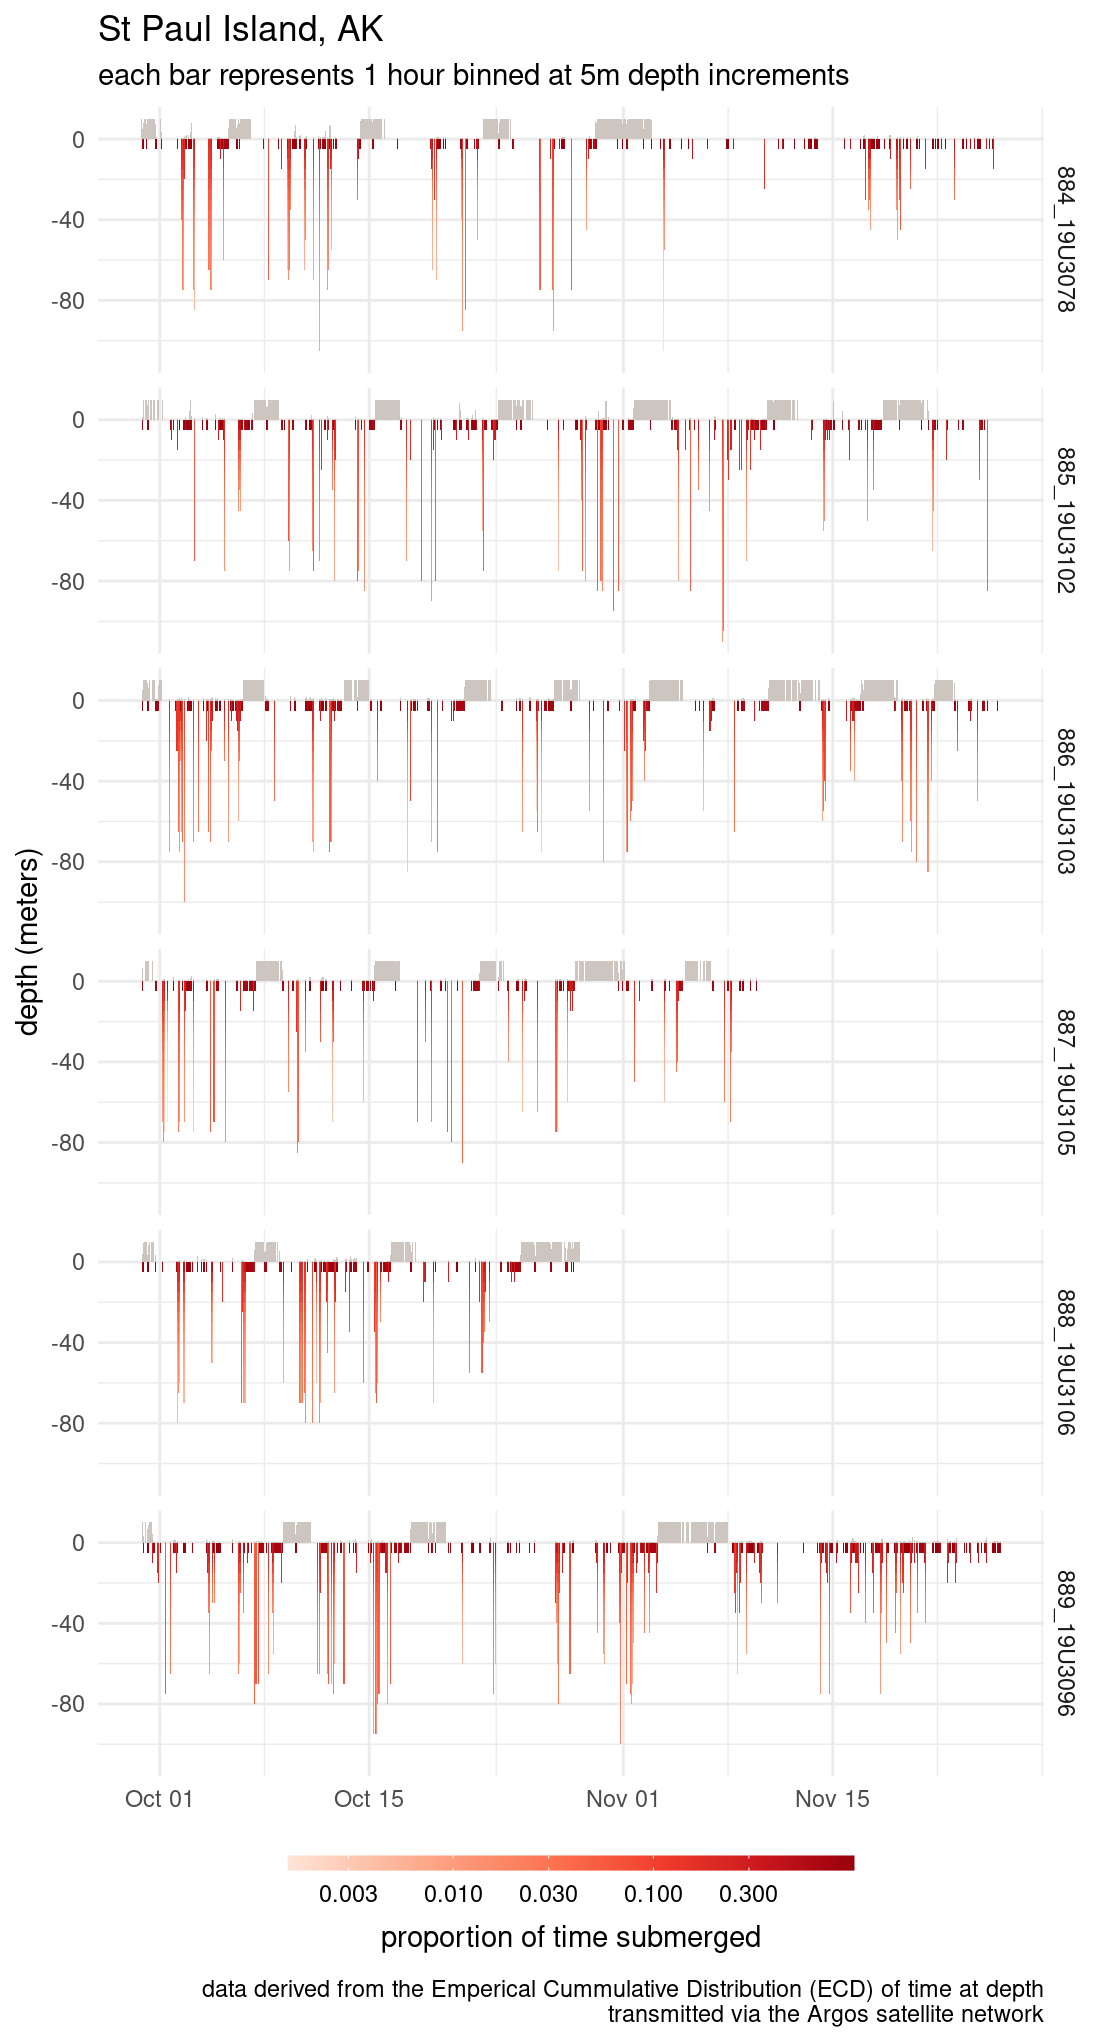 St Paul Island, AK
each bar represents 1 hour binned at 5m depth increments
0
-40
-80
884_19U3078
0
-40
-80
885_19U3102
0
-40
-80
886_19U3103
depth (meters)
0
-40
-80
887_19U3105
0
-40
-80
888_19U3106
0
-40
-80
889_19U3096
Oct 01 Oct 15 Nov 01 Nov 15
0.003 0.010 0.030 0.100 0.300
proportion of time submerged
data derived from the Emperical Cummulative Distribution (ECD) of time at depth
transmitted via the Argos satellite network